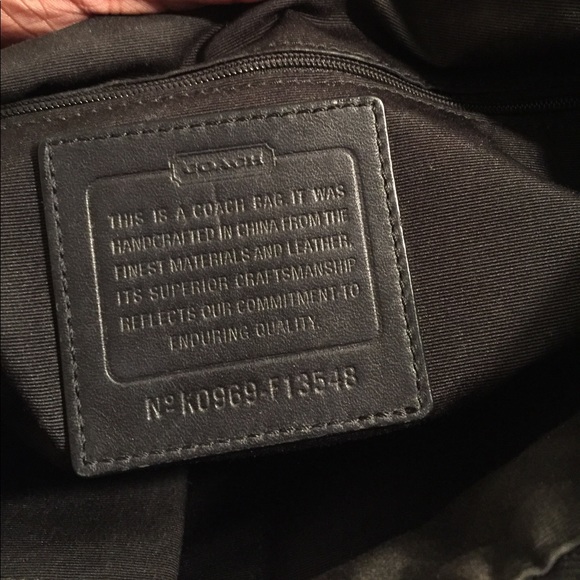 COACH
THIS IS A COACH BAG. IT WAS
HANDCRAFTED IN CHINA FROM THE
FINEST MATERIALS AND LEATHER.
ITS SUPERIOR CRAFTSMANSHIP
REFLECTS OUR COMMITMENT TO
ENDURING QUALITY.
Nº K0969-F13548